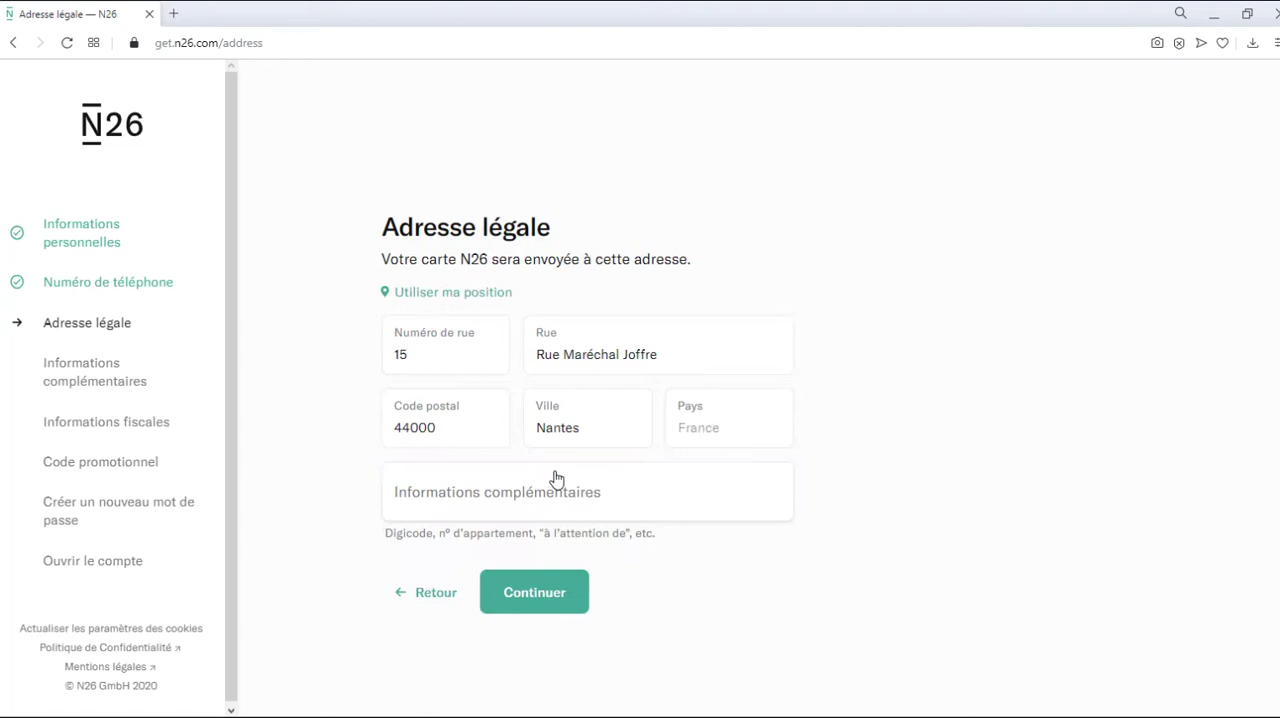 Adresse légale — N26
get.n26.com/address
N26
Informations
personnelles
Numéro de téléphone
Adresse légale
Informations
complémentaires
Informations fiscales
Code promotionnel
Créer un nouveau mot de
passe
Ouvrir le compte
Actualiser les paramètres des cookies
Politique de Confidentialité ↗
Mentions légales ↗
© N26 GmbH 2020
Adresse légale
Votre carte N26 sera envoyée à cette adresse.
Utiliser ma position
Numéro de rue
15
Rue
Rue Maréchal Joffre
Code postal
44000
Ville
Nantes
Pays
France
Informations complémentaires
Digicode, n° d'appartement, "à l'attention de", etc.
← Retour
Continuer